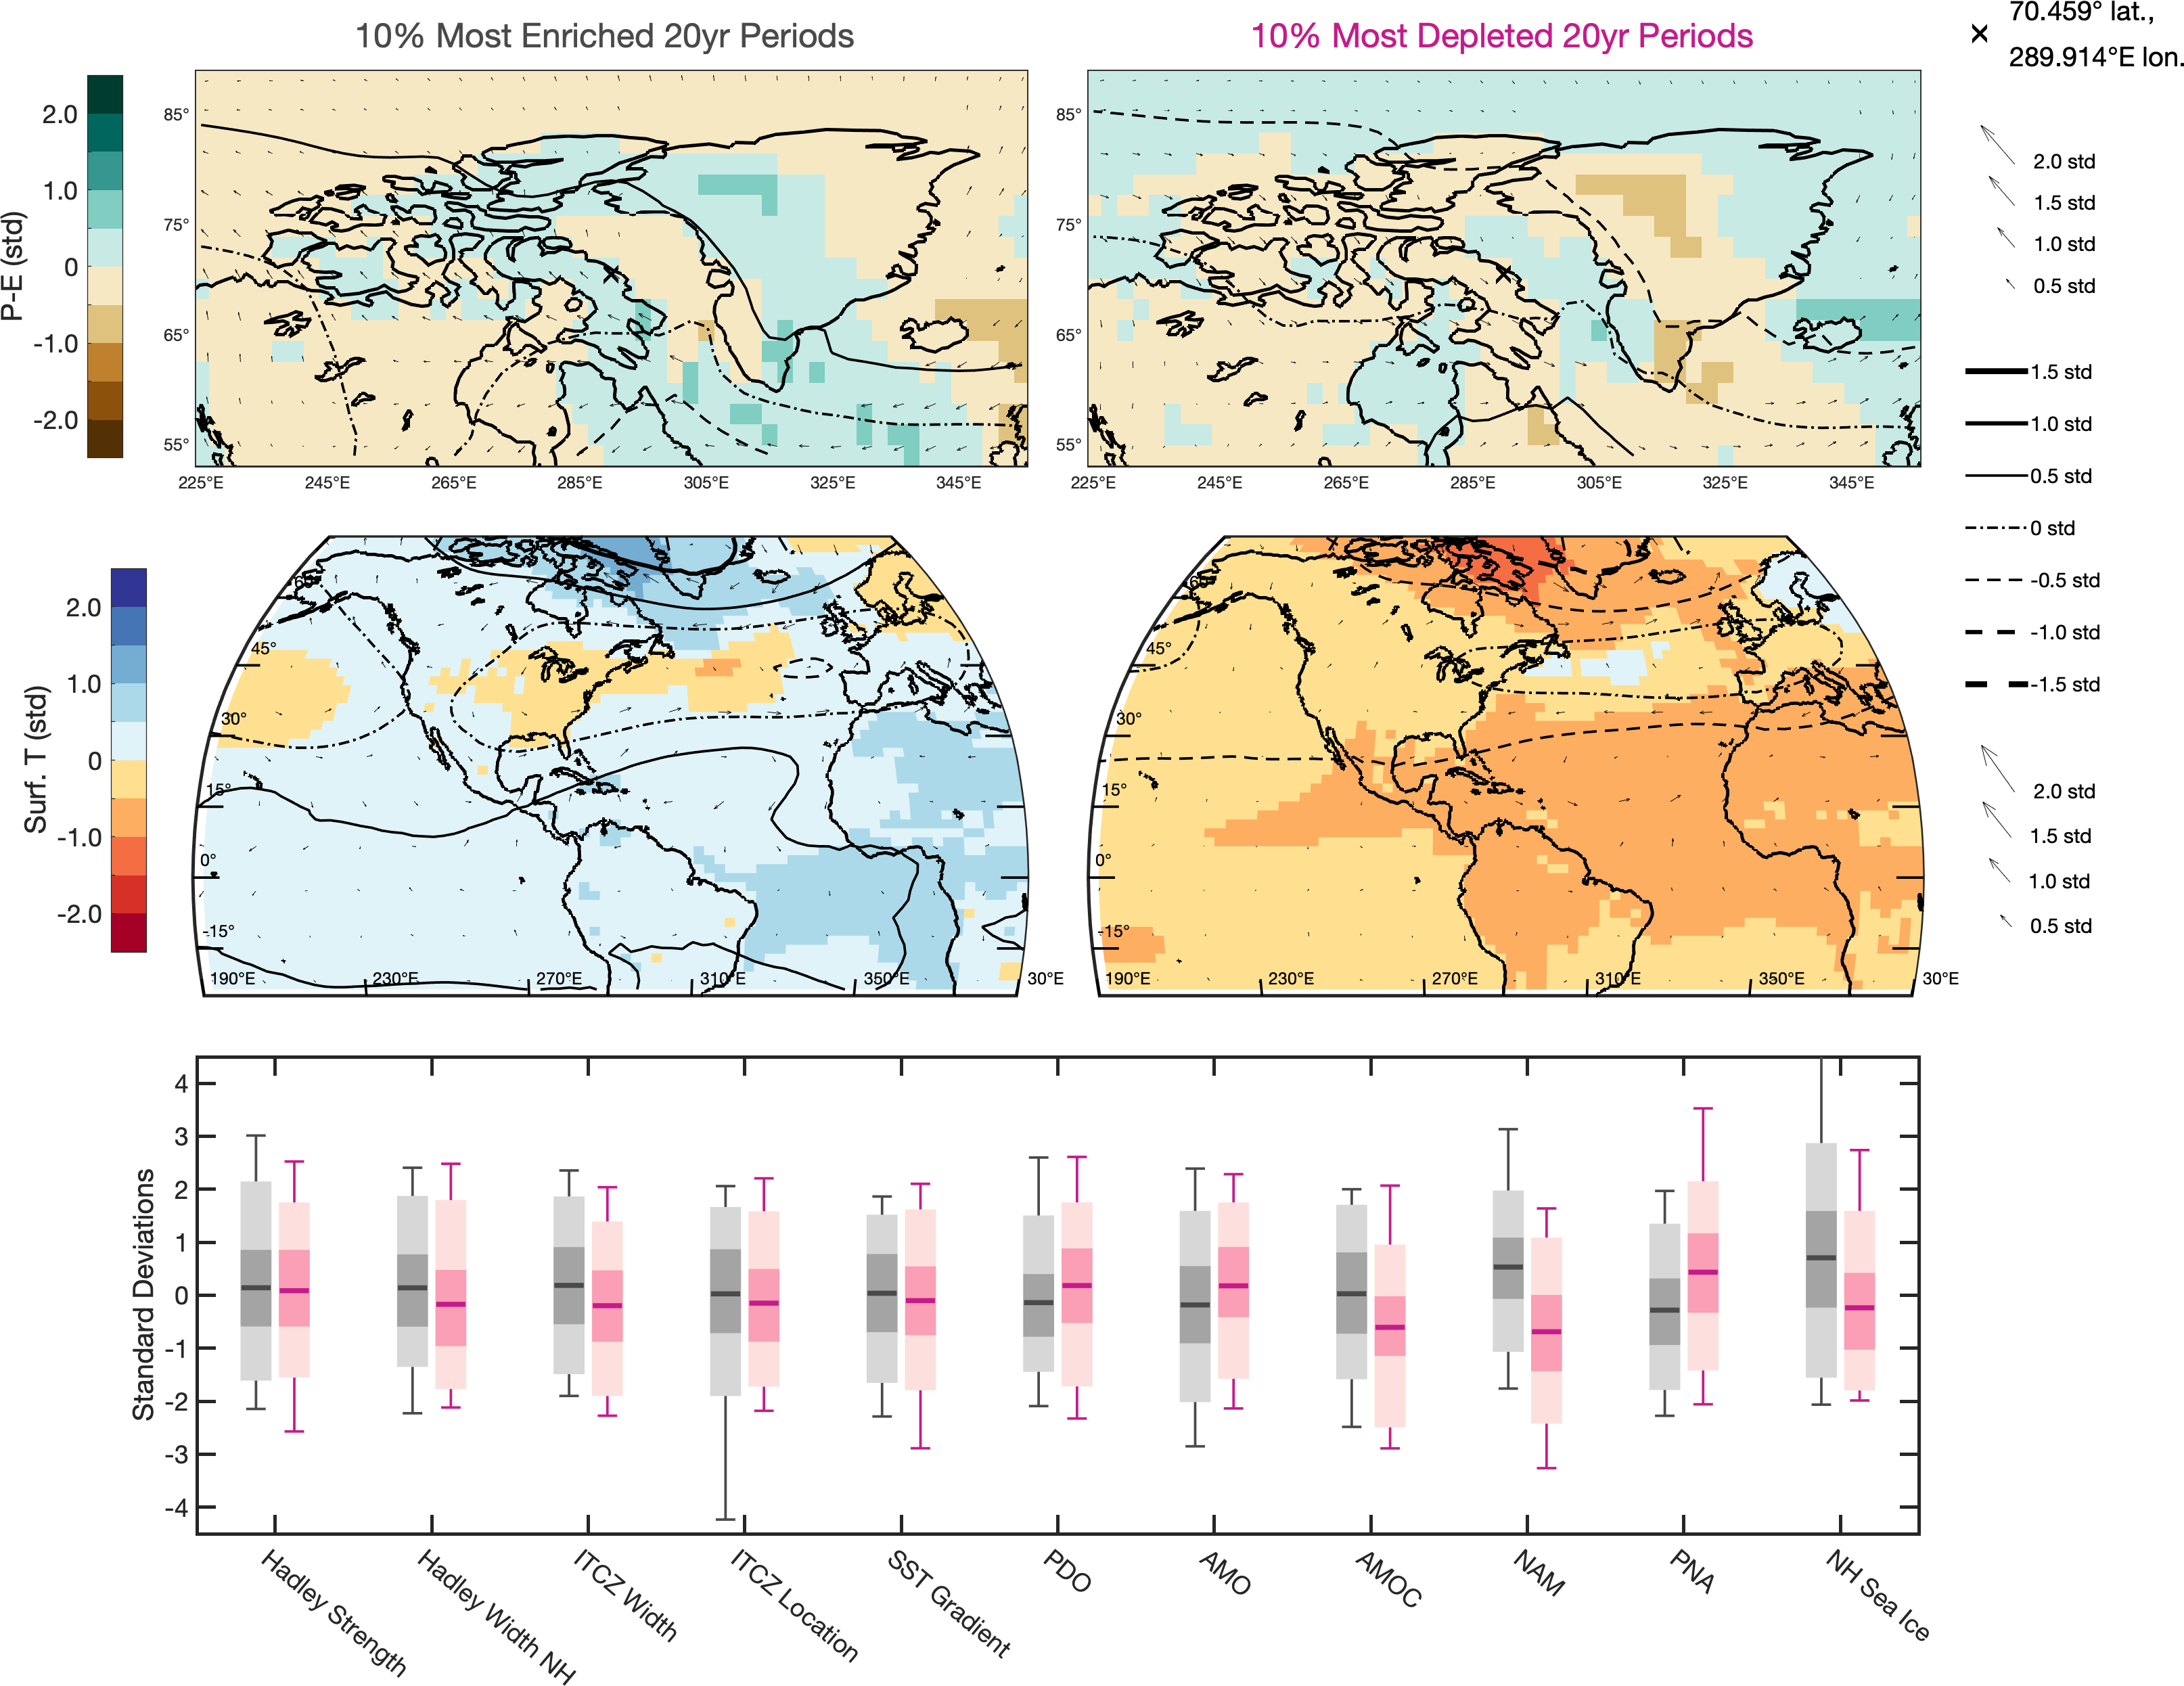 10% Most Enriched 20yr Periods
10% Most Depleted 20yr Periods
70.459° lat.,
289.914°E lon.
P-E (std)
2.0
1.0
0
-1.0
-2.0
85°
75°
65°
55°
225°E 245°E 265°E 285°E 305°E 325°E 345°E
85°
75°
65°
55°
225°E 245°E 265°E 285°E 305°E 325°E 345°E
2.0 std
1.5 std
1.0 std
0.5 std
1.5 std
1.0 std
0.5 std
0 std
-0.5 std
-1.0 std
-1.5 std
2.0 std
1.5 std
1.0 std
0.5 std
Surf. T (std)
2.0
1.0
0
-1.0
-2.0
60°
45°
30°
15°
0°
-15°
190°E 230°E 270°E 310°E 350°E 30°E
60°
45°
30°
15°
0°
-15°
190°E 230°E 270°E 310°E 350°E 30°E
Standard Deviations
4
3
2
1
0
-1
-2
-3
-4
Hadley Strength
Hadley Width NH
ITCZ Width
ITCZ Location
SST Gradient
PDO
AMO
AMOC
NAM
PNA
NH Sea Ice